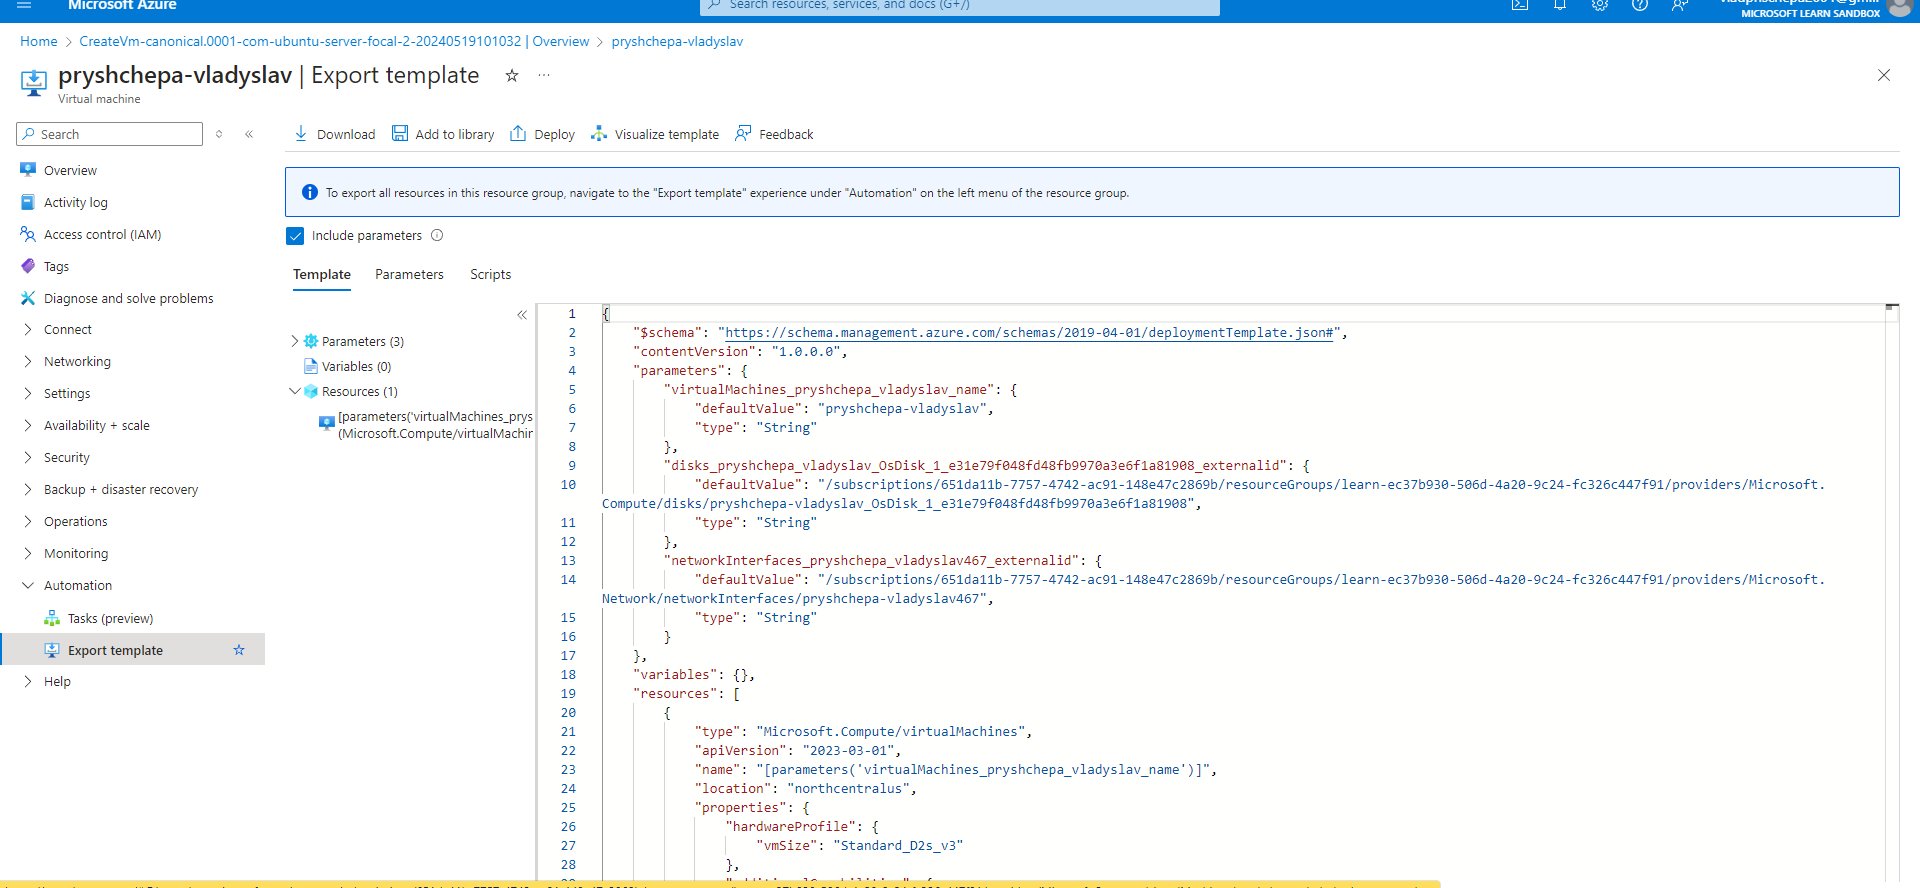 Microsoft Azure
Search resources, services, and docs (G+/)
MICROSOFT LEARN SANDBOX
Home > CreateVm-canonical.0001-com-ubuntu-server-focal-2-20240519101032 | Overview > pryshchepa-vladyslav
pryshchepa-vladyslav | Export template
Virtual machine
Search
Overview
Activity log
Access control (IAM)
Tags
Diagnose and solve problems
Connect
Networking
Settings
Availability + scale
Security
Backup + disaster recovery
Operations
Monitoring
Automation
Tasks (preview)
Export template
Help
Download
Add to library
Deploy
Visualize template
Feedback
To export all resources in this resource group, navigate to the "Export template" experience under "Automation" on the left menu of the resource group.
Include parameters
Template
Parameters
Scripts
Parameters (3)
Variables (0)
Resources (1)
[parameters('virtualMachines_prys
(Microsoft.Compute/virtualMachin
1 {
2 "$schema": "https://schema.management.azure.com/schemas/2019-04-01/deploymentTemplate.json#",
3 "contentVersion": "1.0.0.0",
4 "parameters": {
5 "virtualMachines_pryshchepa_vladyslav_name": {
6 "defaultValue": "pryshchepa-vladyslav",
7 "type": "String"
8 },
9 "disks_pryshchepa_vladyslav_OsDisk_1_e31e79f048fd48fb9970a3e6f1a81908_externalid": {
10 "defaultValue": "/subscriptions/651da11b-7757-4742-ac91-148e47c2869b/resourceGroups/learn-ec37b930-506d-4a20-9c24-fc326c447f91/providers/Microsoft.
Compute/disks/pryshchepa-vladyslav_OsDisk_1_e31e79f048fd48fb9970a3e6f1a81908",
11 "type": "String"
12 },
13 "networkInterfaces_pryshchepa_vladyslav467_externalid": {
14 "defaultValue": "/subscriptions/651da11b-7757-4742-ac91-148e47c2869b/resourceGroups/learn-ec37b930-506d-4a20-9c24-fc326c447f91/providers/Microsoft.
Network/networkInterfaces/pryshchepa-vladyslav467",
15 "type": "String"
16 }
17 },
18 "variables": {},
19 "resources": [
20 {
21 "type": "Microsoft.Compute/virtualMachines",
22 "apiVersion": "2023-03-01",
23 "name": "[parameters('virtualMachines_pryshchepa_vladyslav_name')]",
24 "location": "northcentralus",
25 "properties": {
26 "hardwareProfile": {
27 "vmSize": "Standard_D2s_v3"
28 },